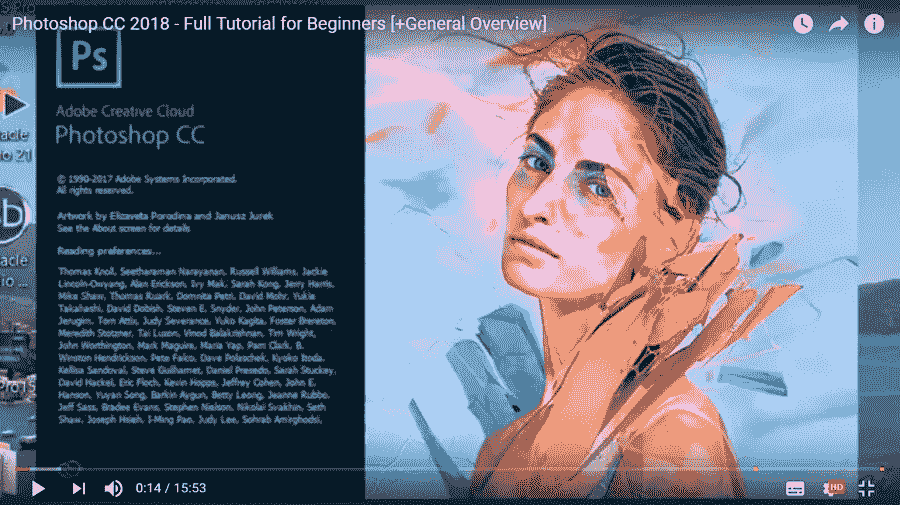 Photoshop CC 2018 - Full Tutorial for Beginners [+General Overview]
Ps
Adobe Creative Cloud
Photoshop CC
© 1990-2017 Adobe Systems Incorporated.
All rights reserved.
Artwork by Elizaveta Porodina and Janusz Jurek
See the About screen for details
Reading preferences...
Thomas Knoll, Seetharaman Narayanan, Russell Williams, Jackie
Lincoln-Owyang, Alan Erickson, Ivy Mak, Sarah Kong, Jerry Harris,
Mike Shaw, Thomas Ruark, Domnita Petri, David Mohr, Yukie
Takahashi, David Dobish, Steven E. Snyder, John Peterson, Adam
Jerugim, Tom Attix, Judy Severance, Yuko Kagita, Foster Brereton,
Meredith Stotzner, Tai Luxon, Vinod Balakrishnan, Tim Wright,
John Worthington, Mark Maguire, Maria Yap, Pam Clark, B.
Winston Hendrickson, Pete Falco, Dave Polaschek, Kyoko Itoda,
Kellisa Sandoval, Steve Guilhamet, Daniel Presedo, Sarah Stuckey,
David Hackel, Eric Floch, Kevin Hopps, Jeffrey Cohen, John E.
Hanson, Yuyan Song, Barkin Aygun, Betty Leong, Jeanne Rubbo,
Jeff Sass, Bradee Evans, Stephen Nielson, Nikolai Svakhin, Seth
Shaw, Joseph Hsieh, I-Ming Pao, Judy Lee, Sohrab Amirghodsi,
acle
io 21
b
acle
io ...
Pro15
0:14 / 15:53
HD